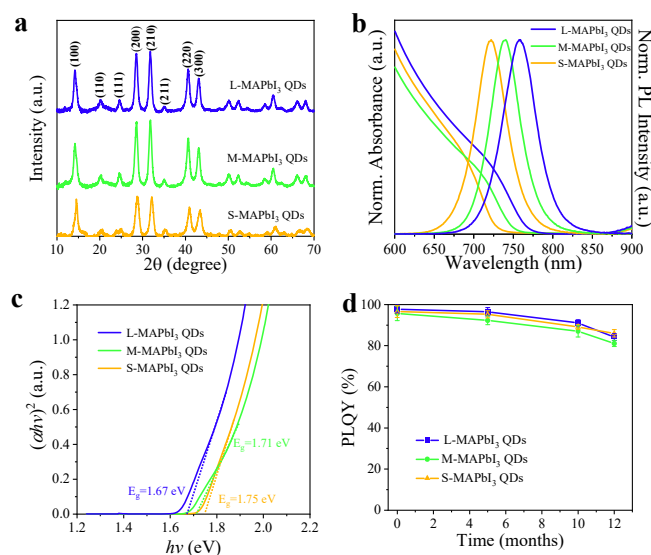 a
(100)
(110)
(111)
(200)
(210)
(211)
(220)
(300)
L-MAPbI3 QDs
M-MAPbI3 QDs
S-MAPbI3 QDs
Intensity (a.u.)
10 20 30 40 50 60 70
2θ (degree)
b
L-MAPbI3 QDs
M-MAPbI3 QDs
S-MAPbI3 QDs
Norm. Absorbance (a.u.)
Norm. PL Intensity (a.u.)
600 650 700 750 800 850 900
Wavelength (nm)
c
L-MAPbI3 QDs
M-MAPbI3 QDs
S-MAPbI3 QDs
(αhν)2 (a.u.)
1.2
1.0
0.8
0.6
0.4
0.2
0.0
Eg=1.71 eV
Eg=1.67 eV
Eg=1.75 eV
1.2 1.4 1.6 1.8 2.0 2.2
hν (eV)
d
PLQY (%)
100
80
60
40
20
0
L-MAPbI3 QDs
M-MAPbI3 QDs
S-MAPbI3 QDs
0 2 4 6 8 10 12
Time (months)